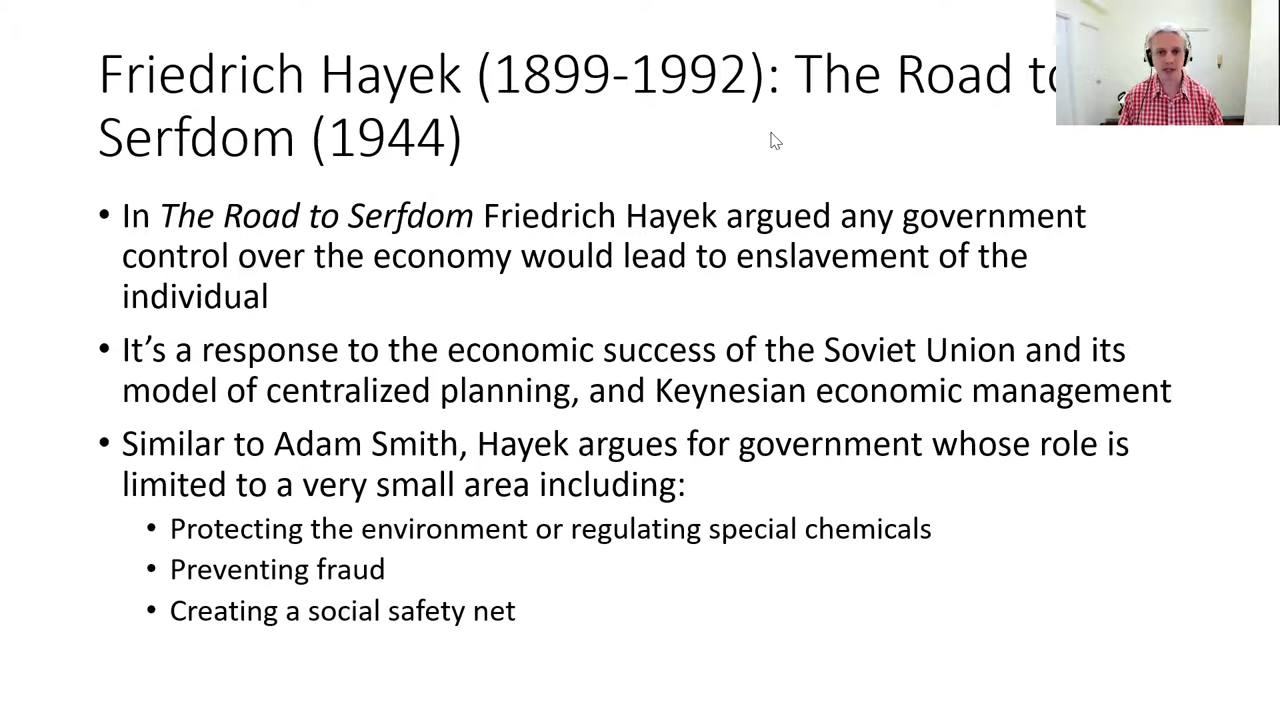 Friedrich Hayek (1899-1992): The Road to
Serfdom (1944)
• In The Road to Serfdom Friedrich Hayek argued any government
control over the economy would lead to enslavement of the
individual
• It’s a response to the economic success of the Soviet Union and its
model of centralized planning, and Keynesian economic management
• Similar to Adam Smith, Hayek argues for government whose role is
limited to a very small area including:
• Protecting the environment or regulating special chemicals
• Preventing fraud
• Creating a social safety net